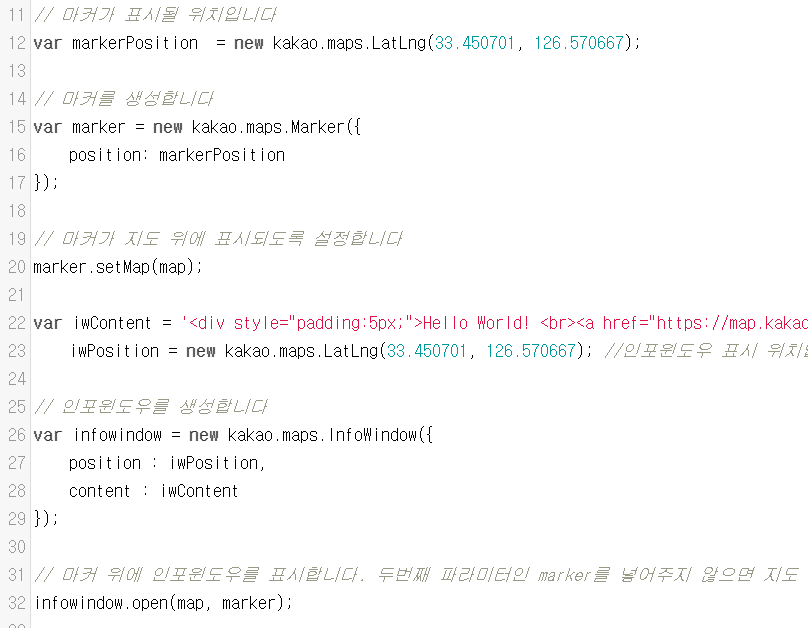 11 // 마커가 표시될 위치입니다
12 var markerPosition  = new kakao.maps.LatLng(33.450701, 126.570667);
13
14 // 마커를 생성합니다
15 var marker = new kakao.maps.Marker({
16     position: markerPosition
17 });
18
19 // 마커가 지도 위에 표시되도록 설정합니다
20 marker.setMap(map);
21
22 var iwContent = '<div style="padding:5px;">Hello World! <br><a href="https://map.kakao
23     iwPosition = new kakao.maps.LatLng(33.450701, 126.570667); //인포윈도우 표시 위치
24
25 // 인포윈도우를 생성합니다
26 var infowindow = new kakao.maps.InfoWindow({
27     position : iwPosition,
28     content : iwContent
29 });
30
31 // 마커 위에 인포윈도우를 표시합니다. 두번째 파라미터인 marker를 넣어주지 않으면 지도
32 infowindow.open(map, marker);